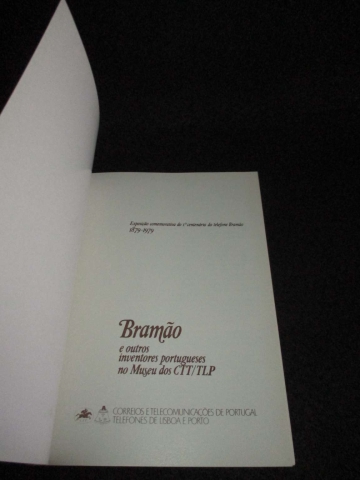 Exposição comemorativa do 1º centenário do telefone Bramão
1879-1979
Bramão
e outros
inventores portugueses
no Museu dos CTT/TLP
CORREIOS E TELECOMUNICAÇÕES DE PORTUGAL
TELEFONES DE LISBOA E PORTO